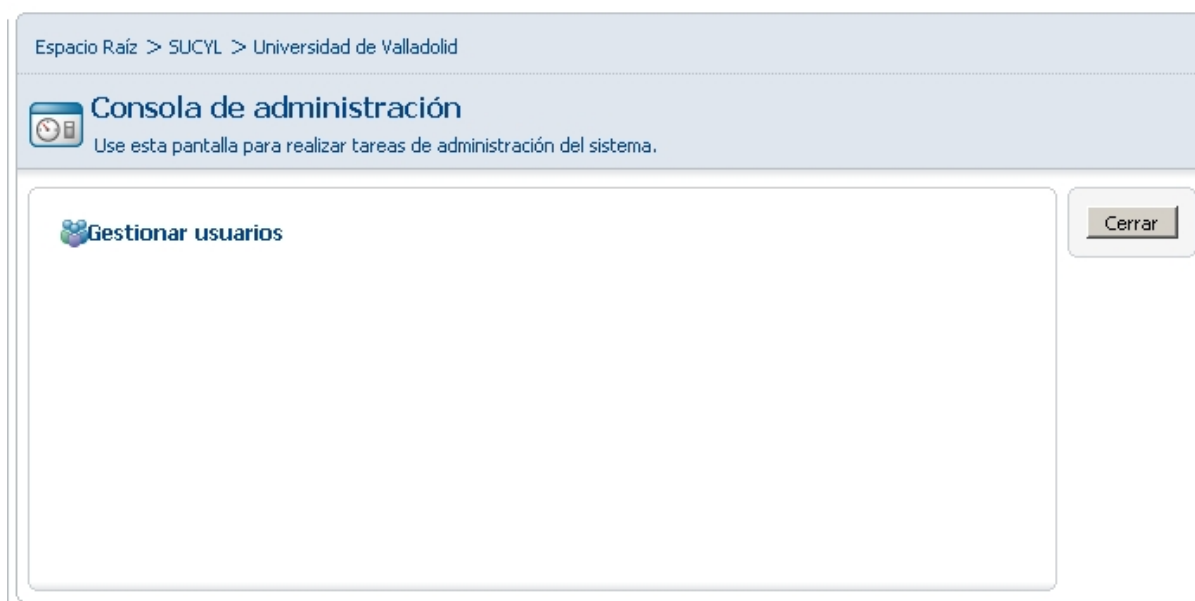 Espacio Raíz > SUCYL > Universidad de Valladolid
Consola de administración
Use esta pantalla para realizar tareas de administración del sistema.
Gestionar usuarios
Cerrar